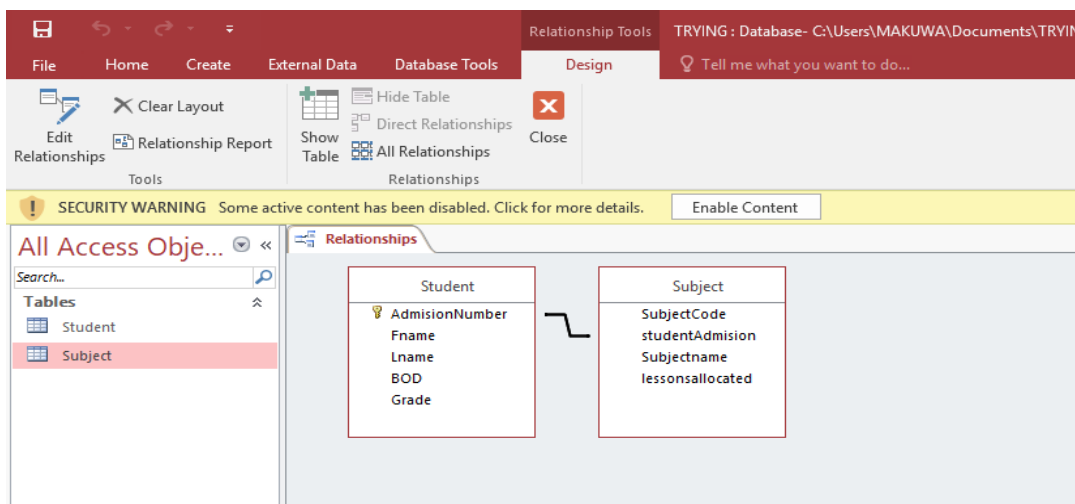 Relationship Tools
TRYING : Database- C:\Users\MAKUWA\Documents\TRYIN
File Home Create External Data Database Tools Design Tell me what you want to do...
Edit Relationships
Clear Layout
Relationship Report
Tools
Show Table
Hide Table
Direct Relationships
All Relationships
Relationships
Close
SECURITY WARNING Some active content has been disabled. Click for more details. Enable Content
All Access Obje...
Search...
Tables
Student
Subject
Relationships
Student
AdmisionNumber
Fname
Lname
BOD
Grade
Subject
SubjectCode
studentAdmision
Subjectname
lessonsallocated